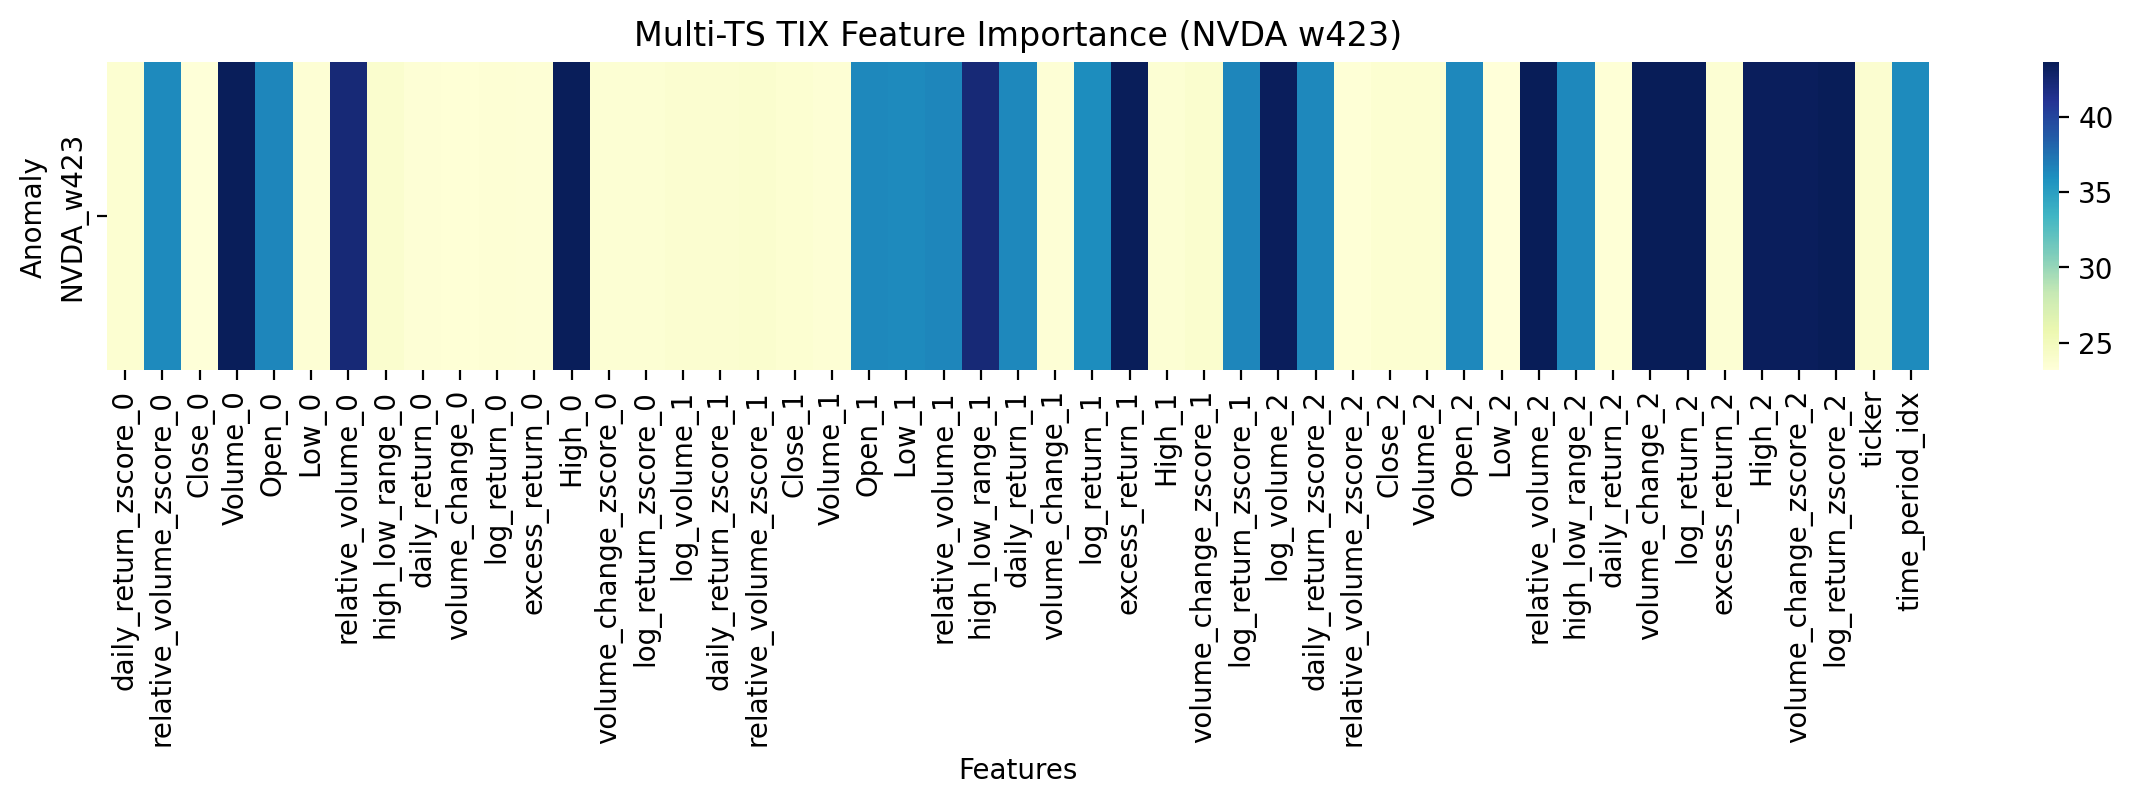 Multi-TS TIX Feature Importance (NVDA w423)
Anomaly
NVDA_w423
40
35
30
25
daily_return_zscore_0
relative_volume_zscore_0
Close_0
Volume_0
Open_0
Low_0
relative_volume_0
high_low_range_0
daily_return_0
volume_change_0
log_return_0
excess_return_0
High_0
volume_change_zscore_0
log_return_zscore_0
log_volume_1
daily_return_zscore_1
relative_volume_zscore_1
Close_1
Volume_1
Open_1
Low_1
relative_volume_1
high_low_range_1
daily_return_1
volume_change_1
log_return_1
excess_return_1
High_1
volume_change_zscore_1
log_return_zscore_1
log_volume_2
daily_return_zscore_2
relative_volume_zscore_2
Close_2
Volume_2
Open_2
Low_2
relative_volume_2
high_low_range_2
daily_return_2
volume_change_2
log_return_2
excess_return_2
High_2
volume_change_zscore_2
log_return_zscore_2
ticker
time_period_idx
Features